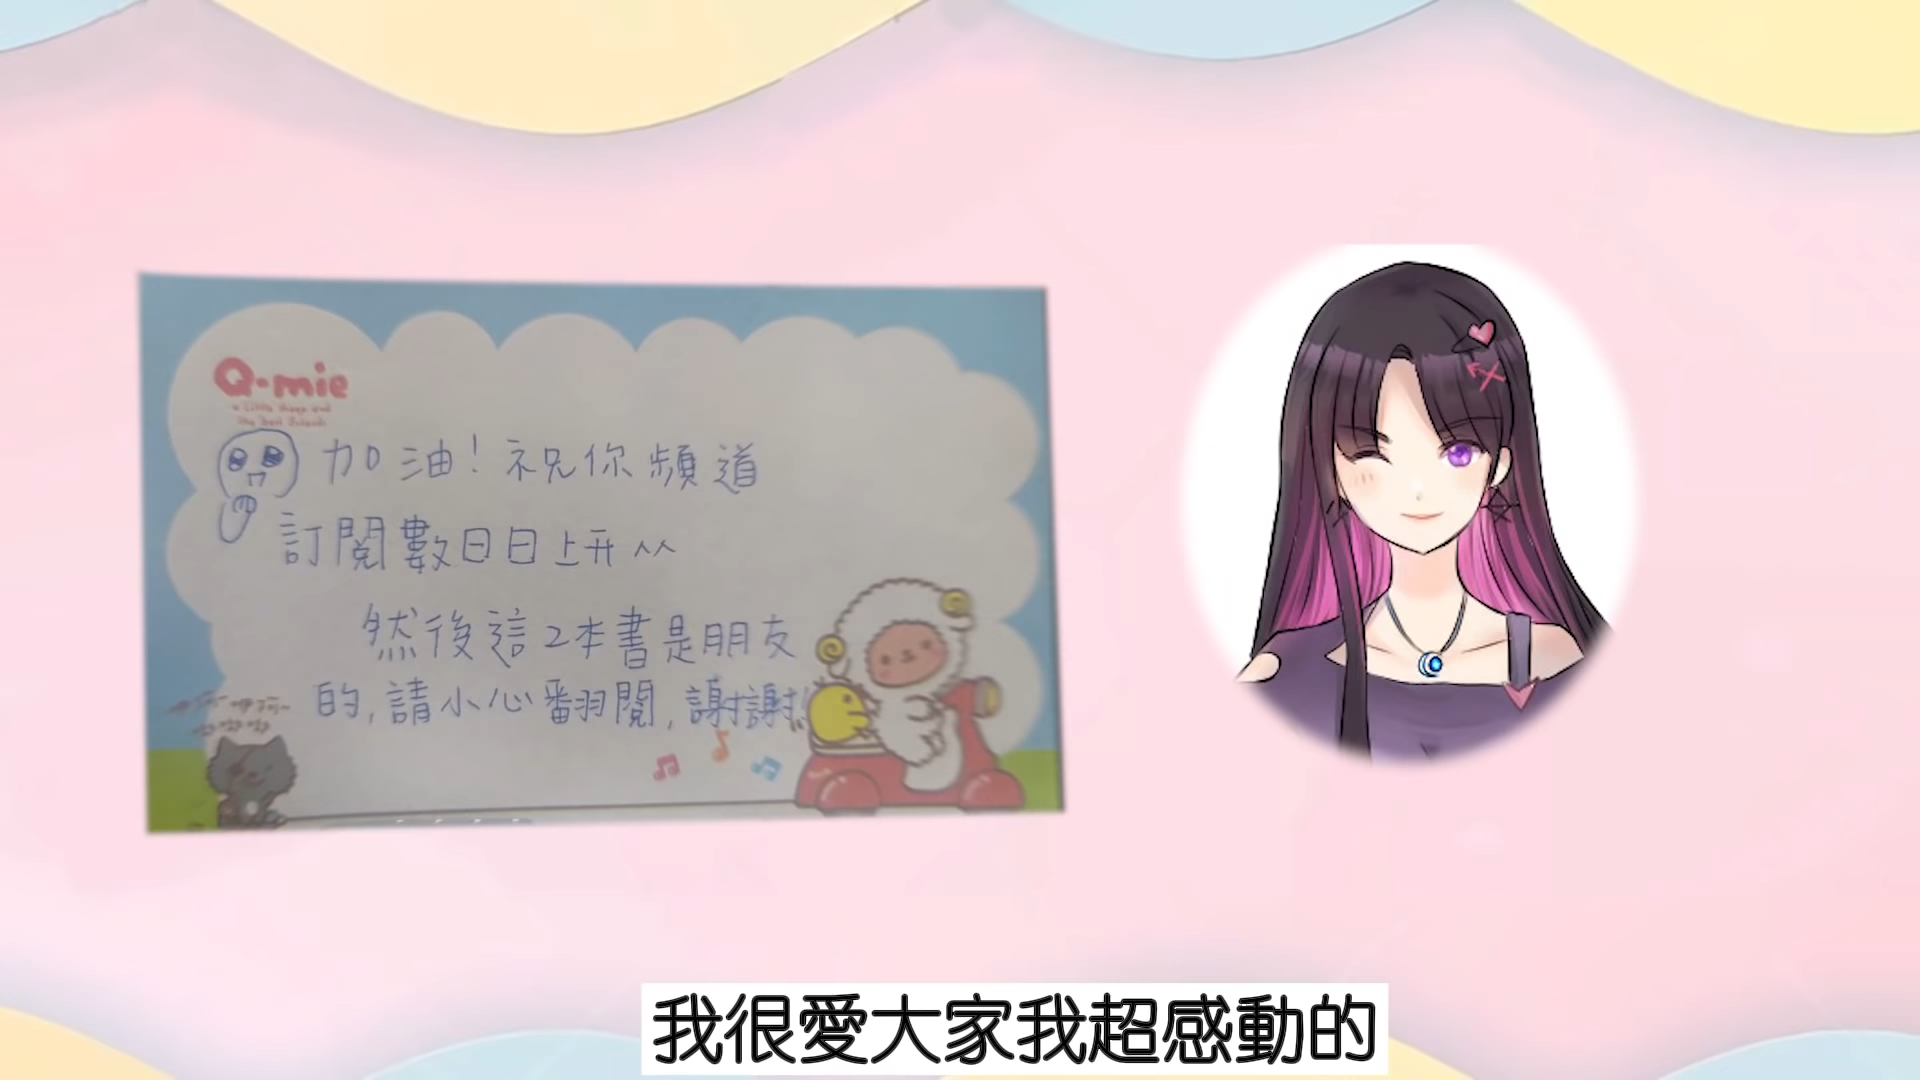 Q-mie
加油！祝你頻道
訂閱數日日上升^^
然後這2本書是朋友
的,請小心翻閱,謝謝!
我很愛大家我超感動的